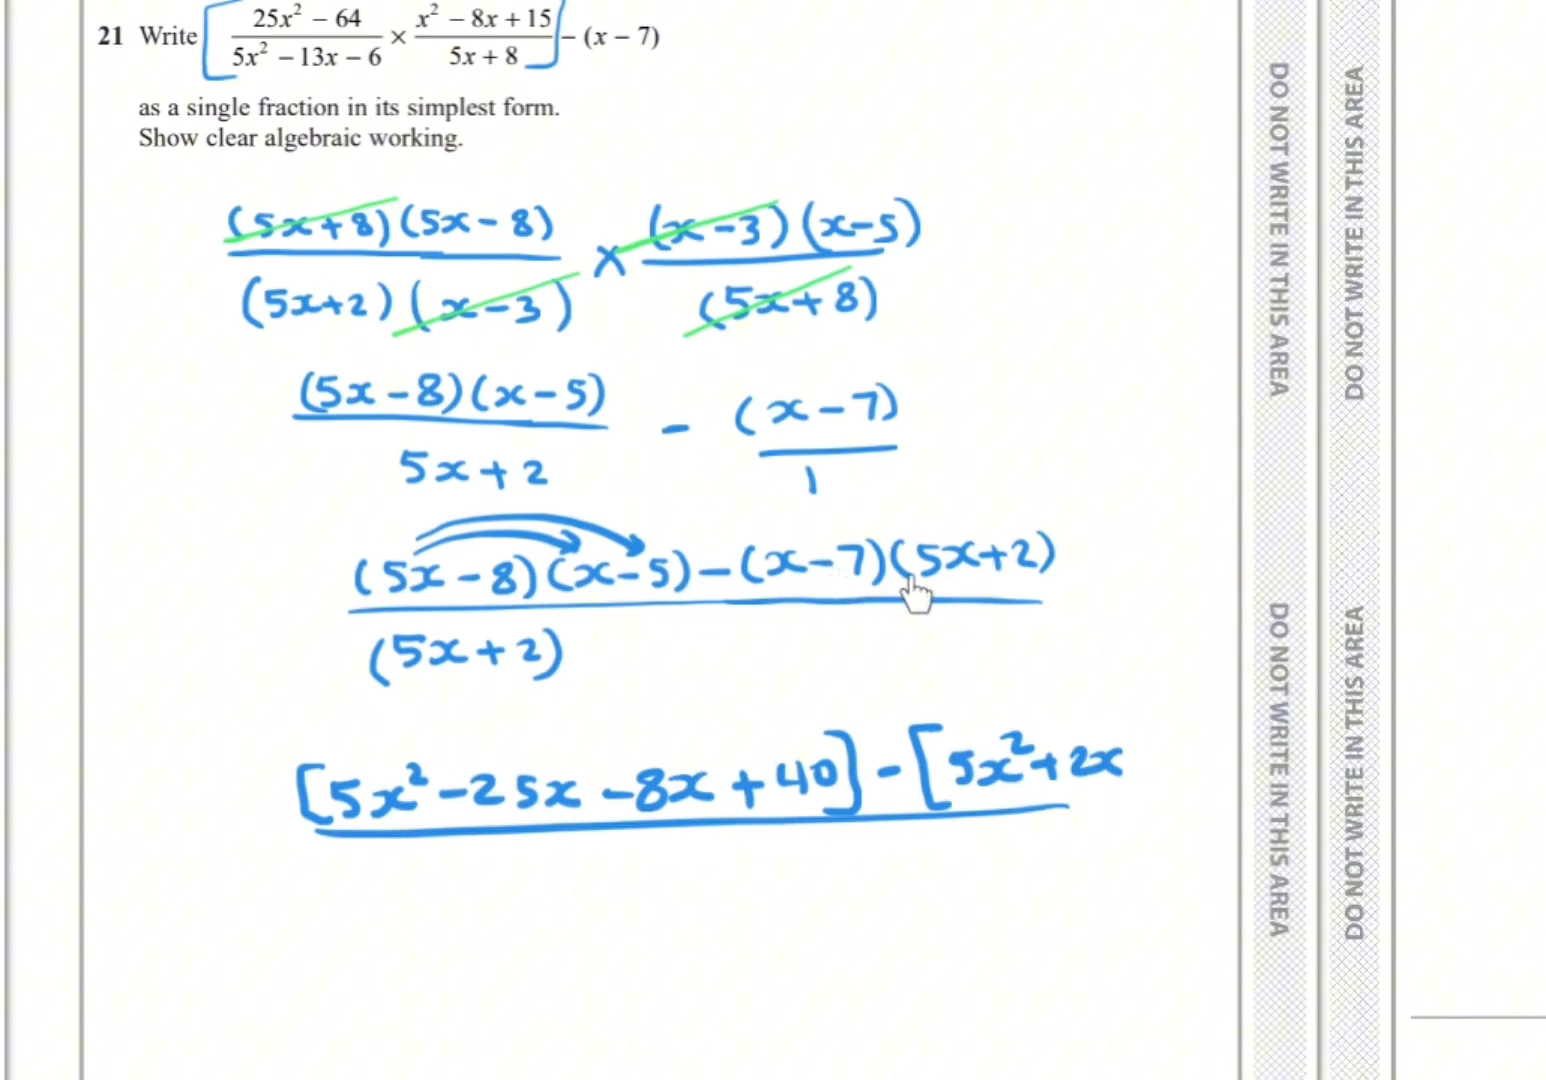 21 Write [ (25x² − 64)/(5x² − 13x − 6) × (x² − 8x + 15)/(5x + 8) ] − (x − 7)
as a single fraction in its simplest form.
Show clear algebraic working.
(5x+8)(5x-8) × (x-3)(x-5)
(5x+2)(x-3) (5x+8)
(5x-8)(x-5) - (x-7)
5x+2 1
(5x-8)(x-5)-(x-7)(5x+2)
(5x+2)
[5x²-25x-8x+40]-[5x²+2x
DO NOT WRITE IN THIS AREA
DO NOT WRITE IN THIS AREA
DO NOT WRITE IN THIS AREA
DO NOT WRITE IN THIS AREA